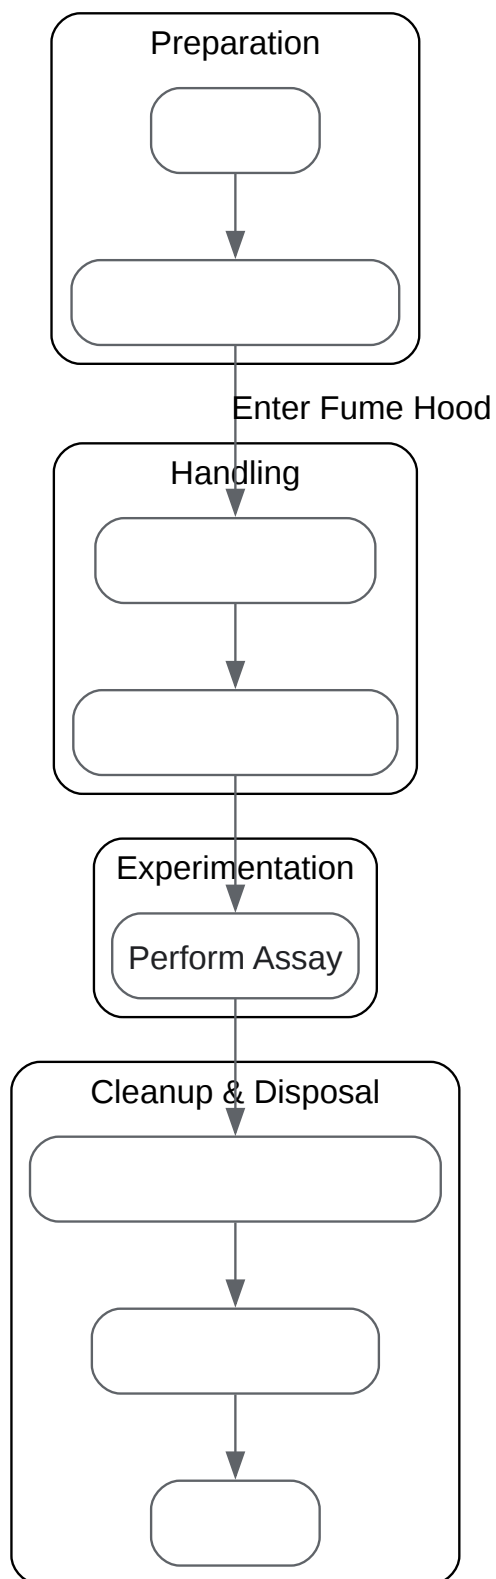 Preparation
Enter Fume Hood
Handling
Experimentation
Perform Assay
Cleanup & Disposal